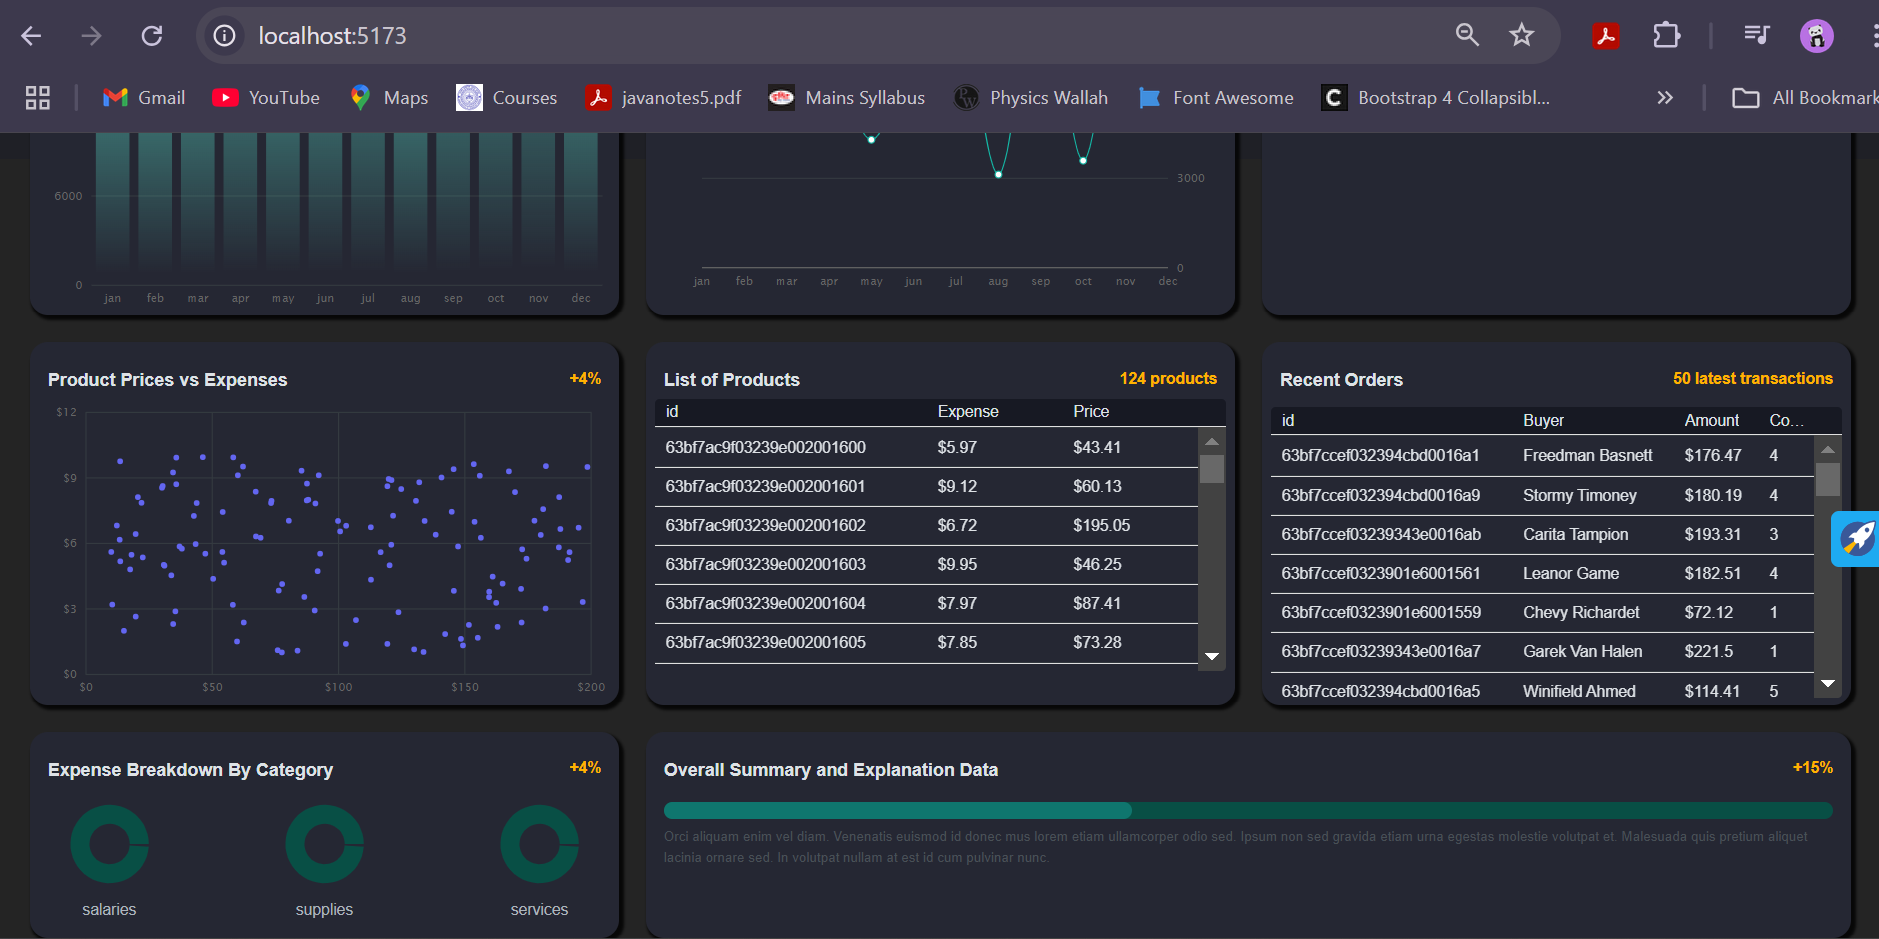 localhost:5173
Gmail YouTube Maps Courses javanotes5.pdf Mains Syllabus Physics Wallah Font Awesome Bootstrap 4 Collapsibl... All Bookmark
6000
0
jan feb mar apr may jun jul aug sep oct nov dec
3000
0
jan feb mar apr may jun jul aug sep oct nov dec
Product Prices vs Expenses +4%
$12
$9
$6
$3
$0
$0 $50 $100 $150 $200
List of Products 124 products
id Expense Price
63bf7ac9f03239e002001600 $5.97 $43.41
63bf7ac9f03239e002001601 $9.12 $60.13
63bf7ac9f03239e002001602 $6.72 $195.05
63bf7ac9f03239e002001603 $9.95 $46.25
63bf7ac9f03239e002001604 $7.97 $87.41
63bf7ac9f03239e002001605 $7.85 $73.28
Recent Orders 50 latest transactions
id Buyer Amount Co...
63bf7ccef032394cbd0016a1 Freedman Basnett $176.47 4
63bf7ccef032394cbd0016a9 Stormy Timoney $180.19 4
63bf7ccef03239343e0016ab Carita Tampion $193.31 3
63bf7ccef0323901e6001561 Leanor Game $182.51 4
63bf7ccef0323901e6001559 Chevy Richardet $72.12 1
63bf7ccef03239343e0016a7 Garek Van Halen $221.5 1
63bf7ccef032394cbd0016a5 Winifield Ahmed $114.41 5
Expense Breakdown By Category +4%
salaries supplies services
Overall Summary and Explanation Data +15%
Orci aliquam enim vel diam. Venenatis euismod id donec mus lorem etiam ullamcorper odio sed. Ipsum non sed gravida etiam urna egestas molestie volutpat et. Malesuada quis pretium aliquet
lacinia ornare sed. In volutpat nullam at est id cum pulvinar nunc.